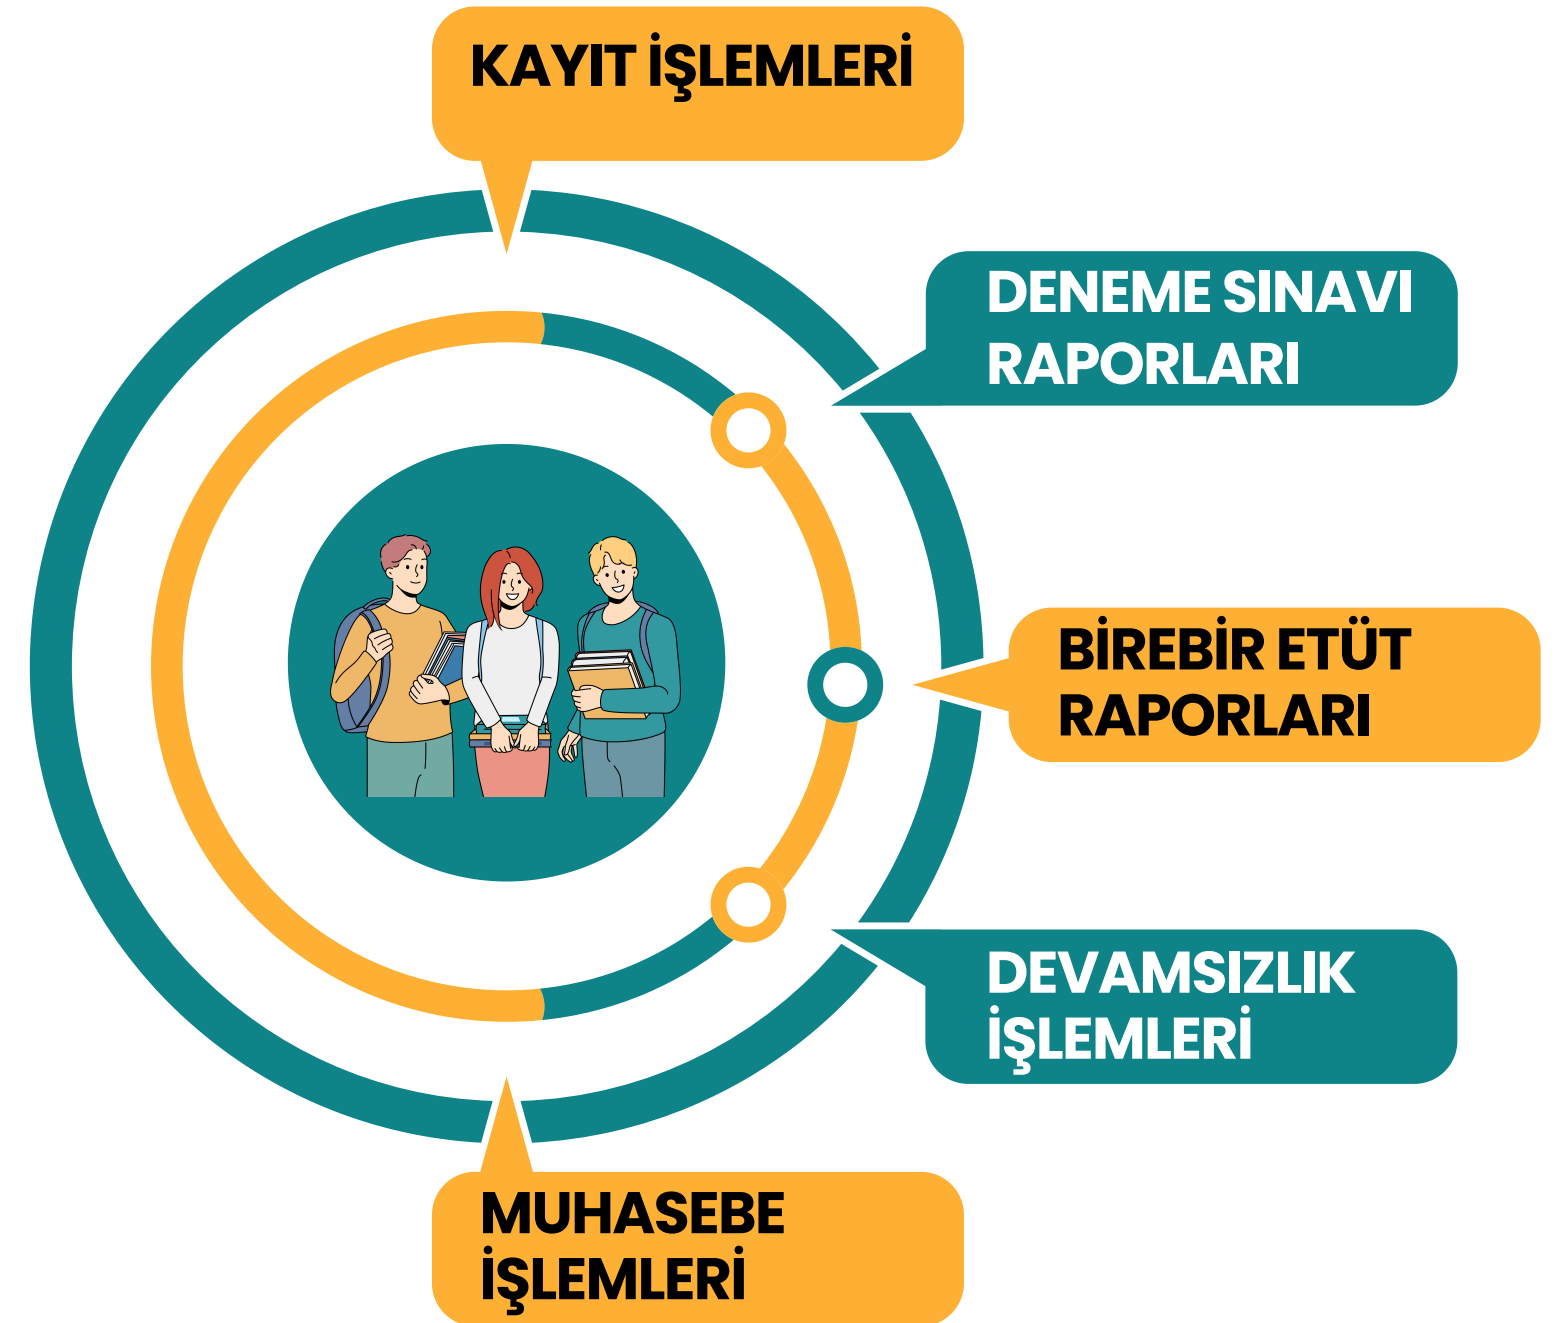 KAYIT İŞLEMLERİ
DENEME SINAVI
RAPORLARI
BİREBİR ETÜT
RAPORLARI
DEVAMSIZLIK
İŞLEMLERİ
MUHASEBE
İŞLEMLERİ